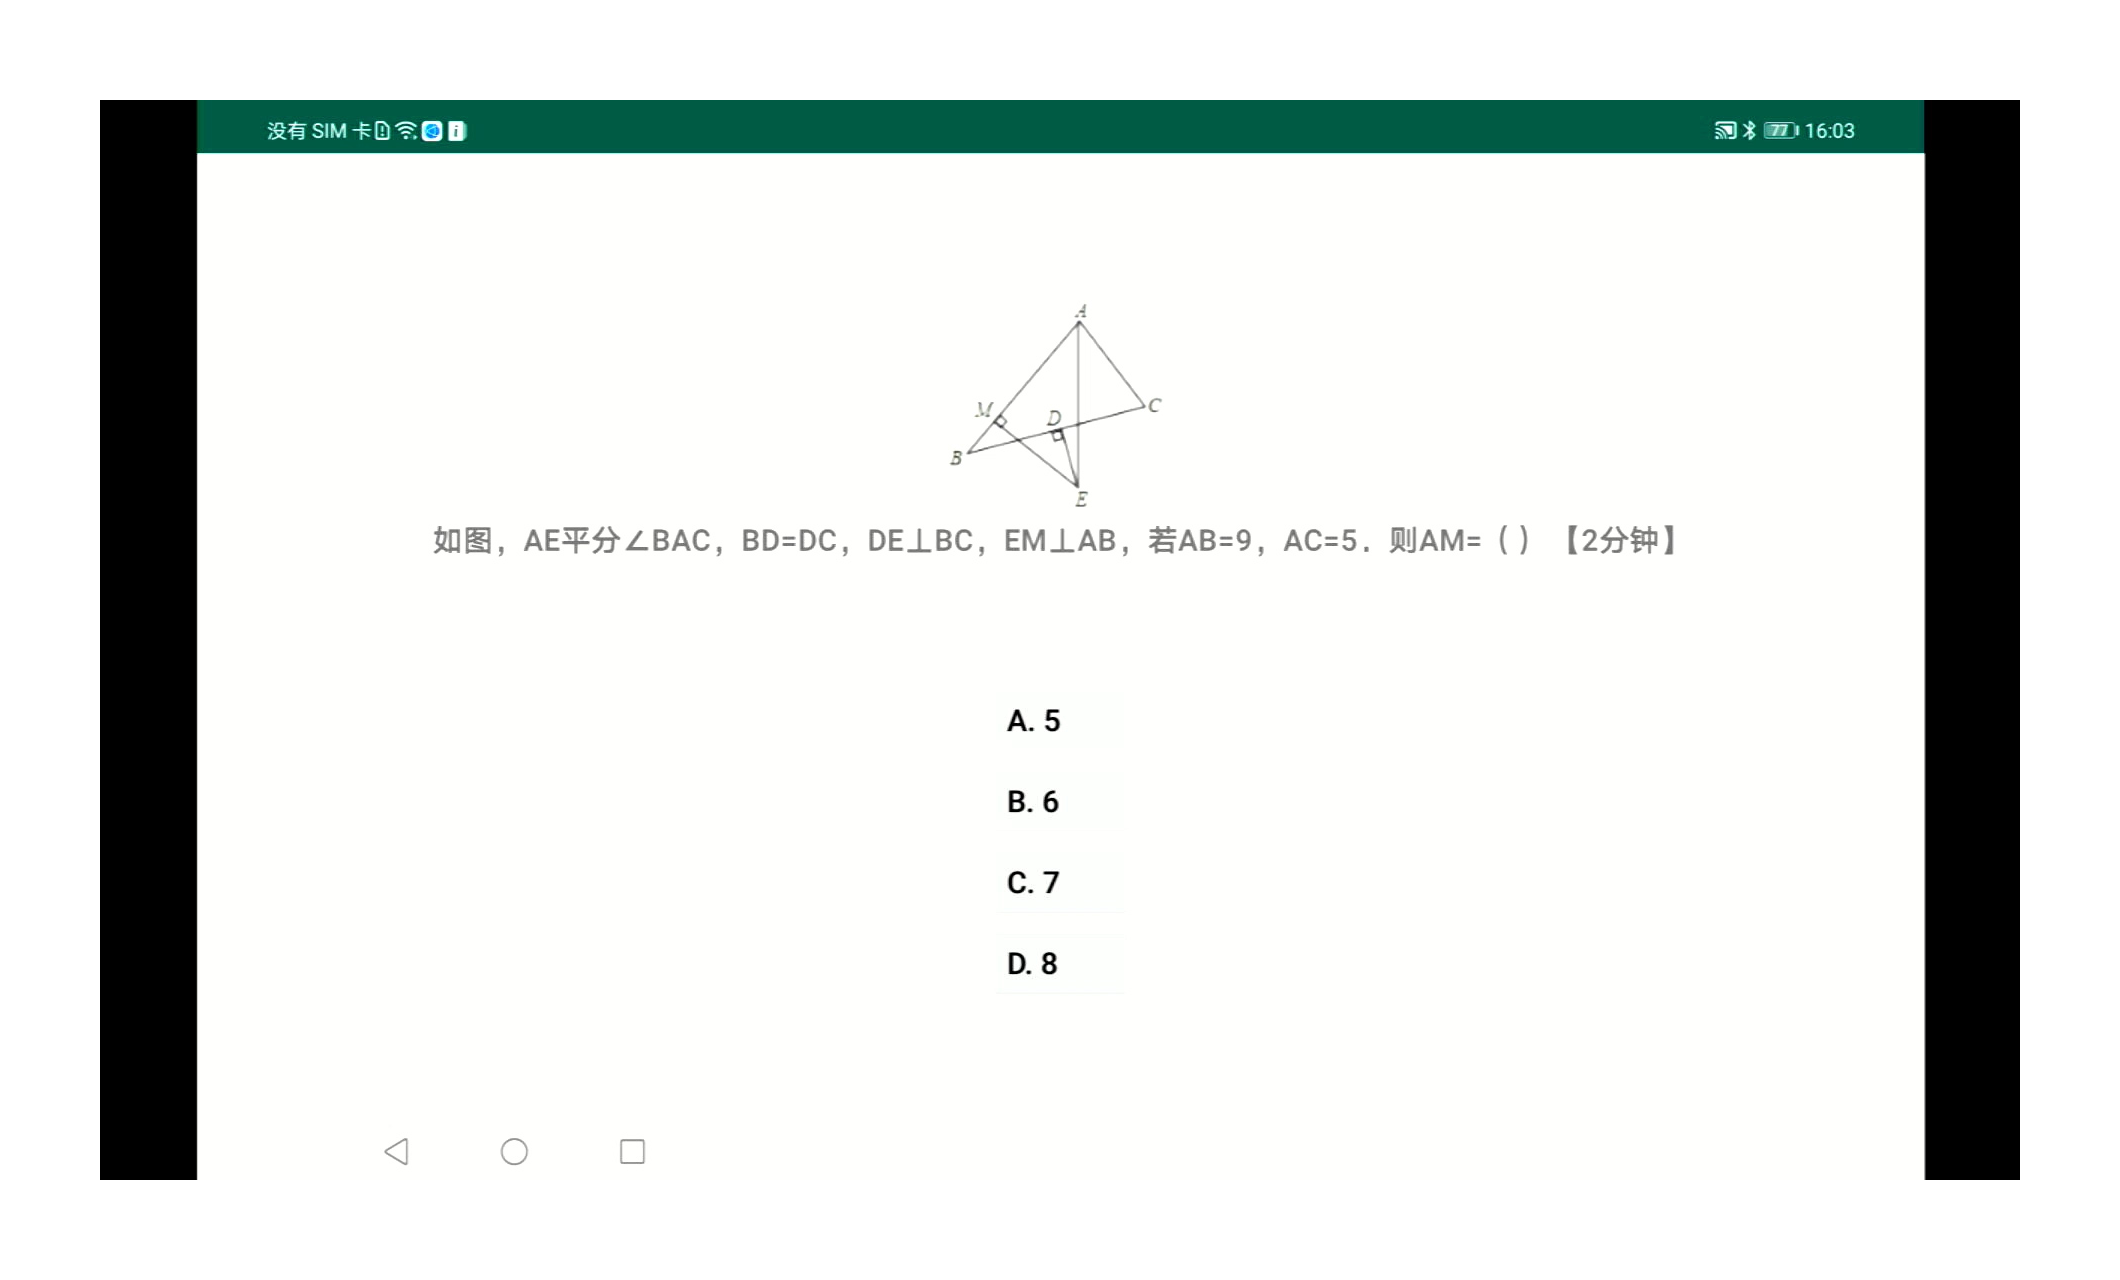 没有 SIM 卡
77 16:03
A
M
D
C
B
E
如图，AE平分∠BAC，BD=DC，DE⊥BC，EM⊥AB，若AB=9，AC=5．则AM=（）【2分钟】
A. 5
B. 6
C. 7
D. 8